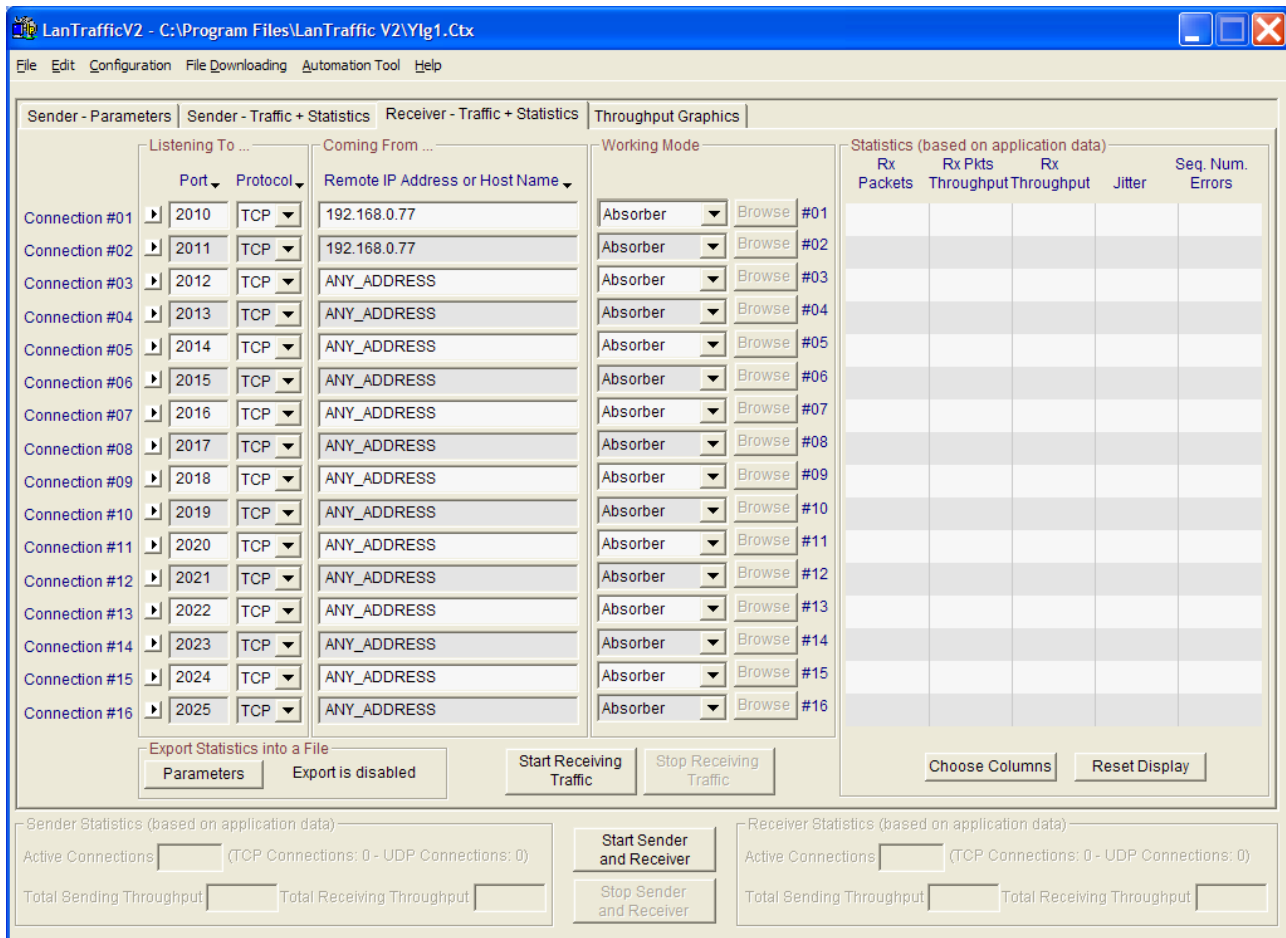 LanTrafficV2 - C:\Program Files\LanTraffic V2\Ylg1.Ctx
File Edit Configuration File Downloading Automation Tool Help
Sender - Parameters Sender - Traffic + Statistics Receiver - Traffic + Statistics Throughput Graphics
Listening To ... Coming From ... Working Mode Statistics (based on application data)
Port Protocol Remote IP Address or Host Name Rx Packets Rx Pkts Throughput Rx Throughput Jitter Seq. Num. Errors
Connection #01 2010 TCP 192.168.0.77 Absorber Browse #01
Connection #02 2011 TCP 192.168.0.77 Absorber Browse #02
Connection #03 2012 TCP ANY_ADDRESS Absorber Browse #03
Connection #04 2013 TCP ANY_ADDRESS Absorber Browse #04
Connection #05 2014 TCP ANY_ADDRESS Absorber Browse #05
Connection #06 2015 TCP ANY_ADDRESS Absorber Browse #06
Connection #07 2016 TCP ANY_ADDRESS Absorber Browse #07
Connection #08 2017 TCP ANY_ADDRESS Absorber Browse #08
Connection #09 2018 TCP ANY_ADDRESS Absorber Browse #09
Connection #10 2019 TCP ANY_ADDRESS Absorber Browse #10
Connection #11 2020 TCP ANY_ADDRESS Absorber Browse #11
Connection #12 2021 TCP ANY_ADDRESS Absorber Browse #12
Connection #13 2022 TCP ANY_ADDRESS Absorber Browse #13
Connection #14 2023 TCP ANY_ADDRESS Absorber Browse #14
Connection #15 2024 TCP ANY_ADDRESS Absorber Browse #15
Connection #16 2025 TCP ANY_ADDRESS Absorber Browse #16
Export Statistics into a File
Parameters Export is disabled
Start Receiving Traffic
Stop Receiving Traffic
Choose Columns Reset Display
Sender Statistics (based on application data)
Active Connections (TCP Connections: 0 - UDP Connections: 0)
Total Sending Throughput Total Receiving Throughput
Start Sender and Receiver
Stop Sender and Receiver
Receiver Statistics (based on application data)
Active Connections (TCP Connections: 0 - UDP Connections: 0)
Total Sending Throughput Total Receiving Throughput